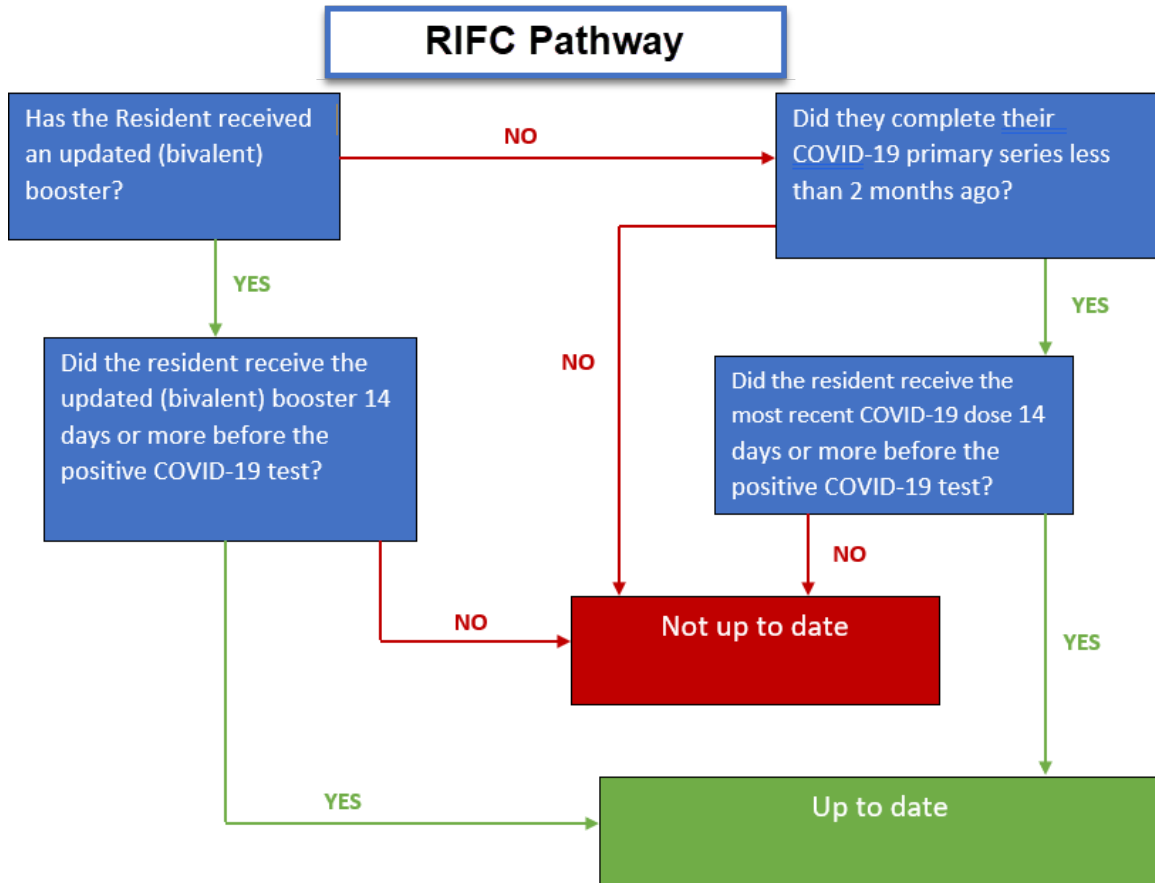 RIFC Pathway
Has the Resident received
an updated (bivalent)
booster?
NO
Did they complete their
COVID-19 primary series less
than 2 months ago?
YES
YES
NO
Did the resident receive the
updated (bivalent) booster 14
days or more before the
positive COVID-19 test?
Did the resident receive the
most recent COVID-19 dose 14
days or more before the
positive COVID-19 test?
NO
NO
Not up to date
YES
YES
Up to date